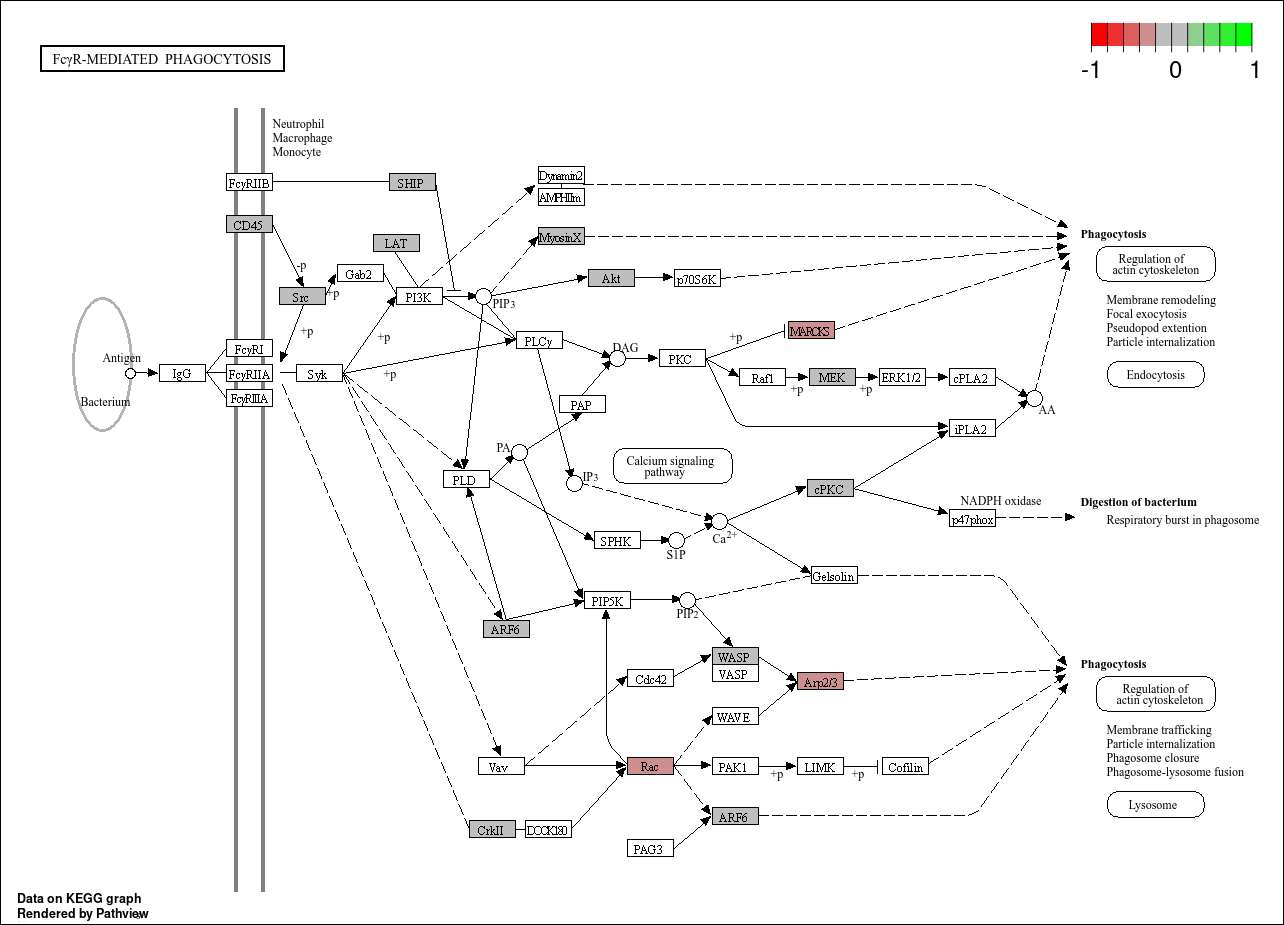 FcγR-MEDIATED PHAGOCYTOSIS
-1 0 1
Neutrophil
Macrophage
Monocyte
FcγRIIB
SHIP
Dynamin2
AMPHIIm
CD45
LAT
MyosinX
Phagocytosis
-p
Gab2
Akt
p70S6K
Regulation of
actin cytoskeleton
Src
+p
PI3K
PIP3
Membrane remodeling
Focal exocytosis
Pseudopod extention
Particle internalization
+p
+p
PLCγ
+p
MARCKS
FcγRI
DAG
PKC
Antigen
IgG
FcγRIIA
Syk
+p
Raf1
+p
MEK
+p
ERK1/2
cPLA2
Endocytosis
Bacterium
FcγRIIIA
PAP
AA
iPLA2
PA
PLD
IP3
Calcium signaling
pathway
cPKC
NADPH oxidase
p47phox
Digestion of bacterium
Respiratory burst in phagosome
SPHK
S1P
Ca2+
Gelsolin
PIP5K
PIP2
ARF6
WASP
VASP
Phagocytosis
Cdc42
Arp2/3
Regulation of
actin cytoskeleton
WAVE
Membrane trafficking
Particle internalization
Phagosome closure
Phagosome-lysosome fusion
Vav
Rac
PAK1
+p
LIMK
+p
Cofilin
Lysosome
CrkII
DOCK180
ARF6
PAG3
Data on KEGG graph
Rendered by Pathview